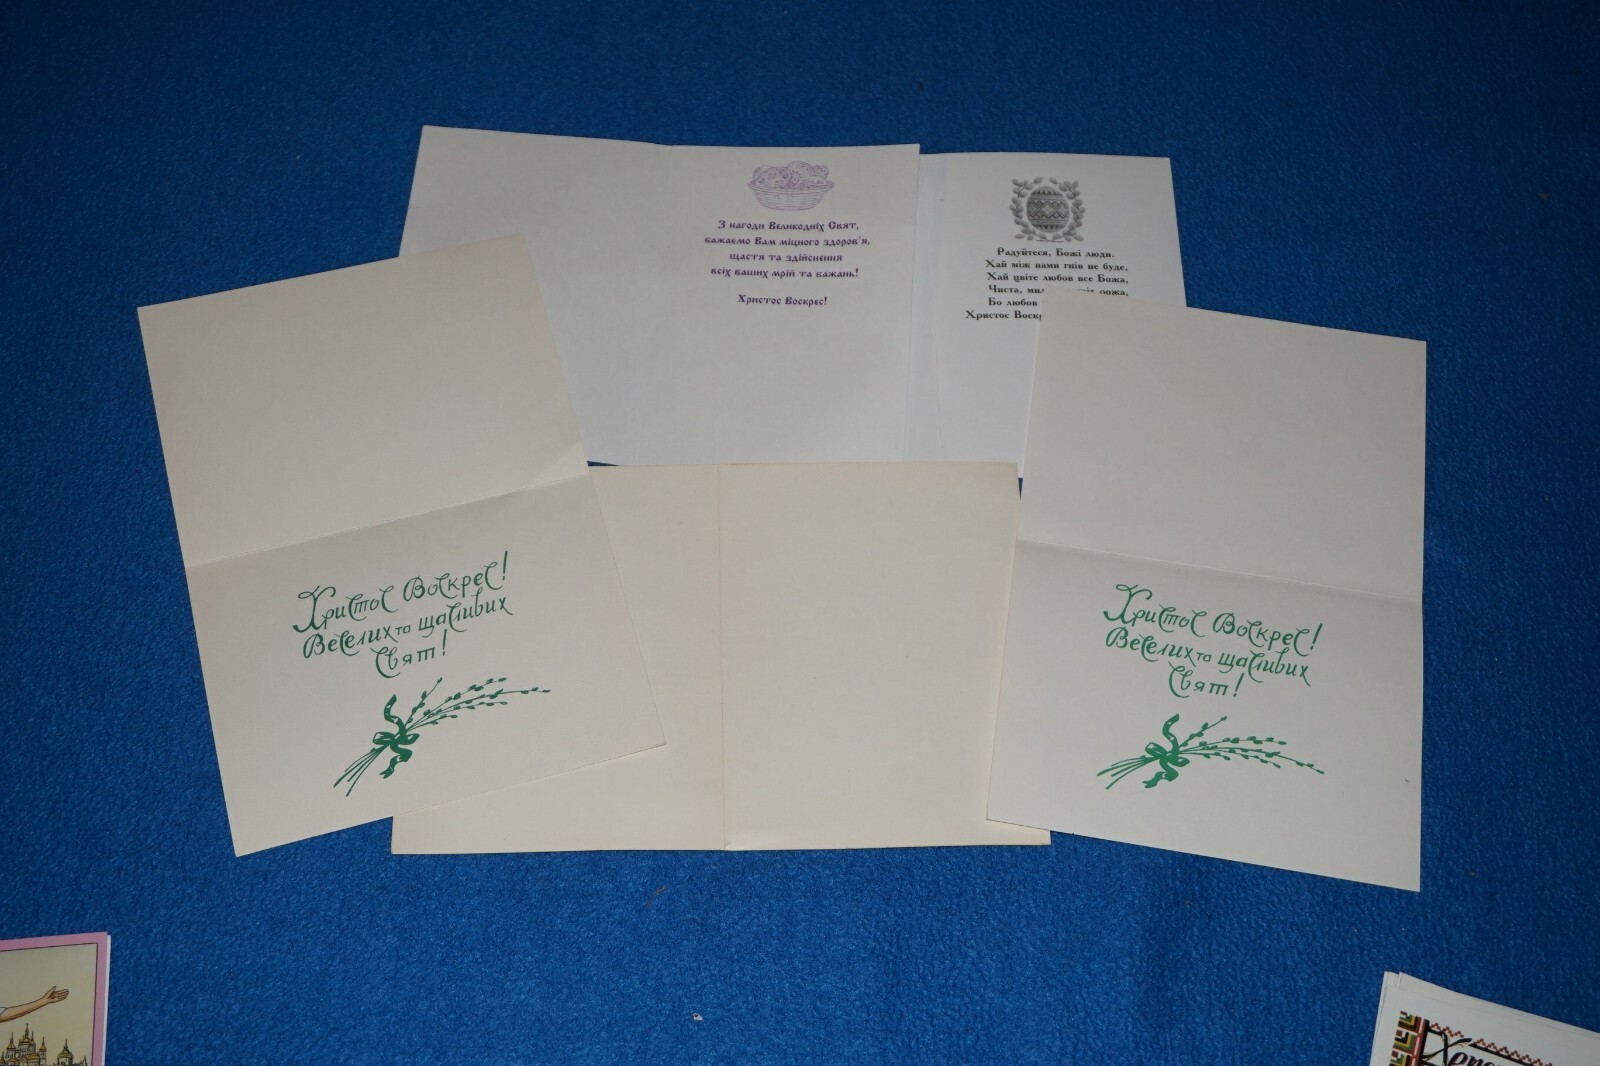 З нагоди Великодніх Свят,
бажаємо Вам міцного здоров'я,
щастя та здійснення
всіх ваших мрій та бажань!
Христос Воскрес!
Радуйтеся, Божі люди.
Хай між нами гнів не буде,
Хай цвіте любов все Божа,
Чиста,
Бо любов
Христос
Христос Воскрес!
Веселих та щасливих
Свят!
Христос Воскрес!
Веселих та щасливих
Свят!